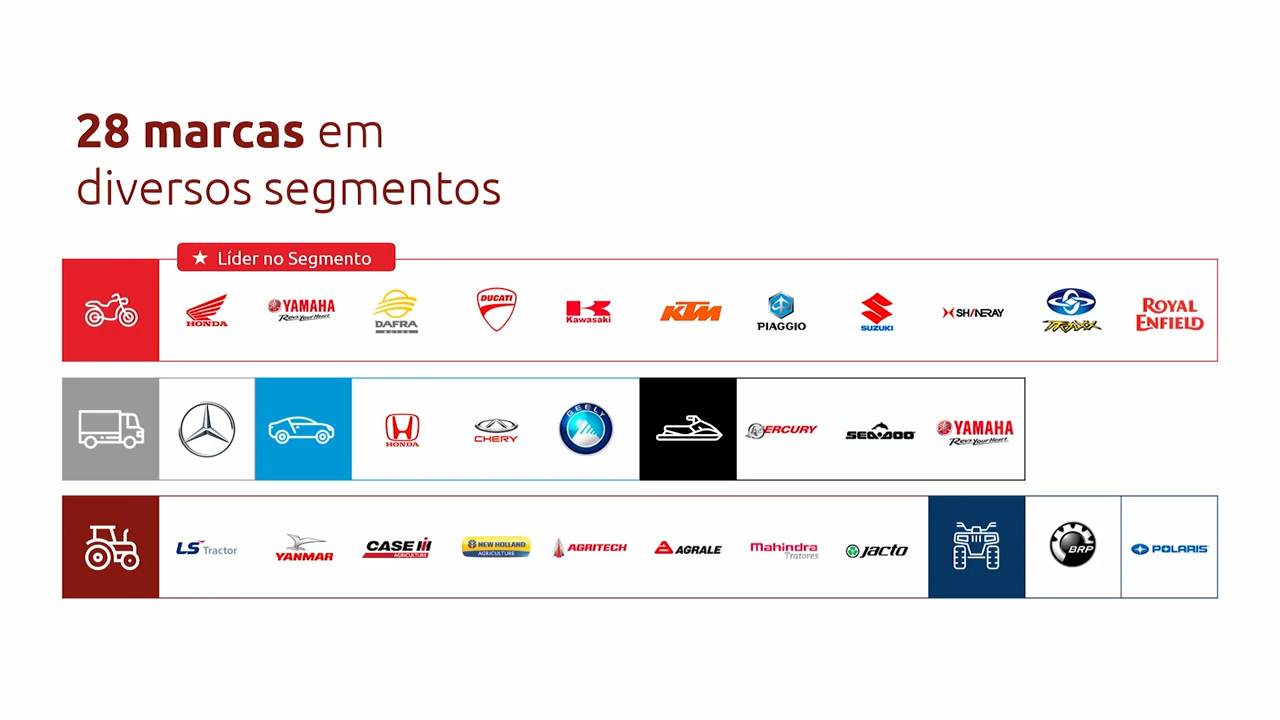 28 marcas em
diversos segmentos
★ Líder no Segmento
HONDA
YAMAHA
Revs Your Heart
DAFRA
MOTOS
DUCATI
Kawasaki
KTM
PIAGGIO
SUZUKI
SHINERAY
TRAXX
ROYAL
ENFIELD
HONDA
CHERY
GEELY
MERCURY
SEADOO
YAMAHA
Revs Your Heart
LS Tractor
YANMAR
CASE IH
AGRICULTURE
NEW HOLLAND
AGRICULTURE
AGRITECH
AGRALE
Mahindra
Tratores
JACTO
BRP
POLARIS